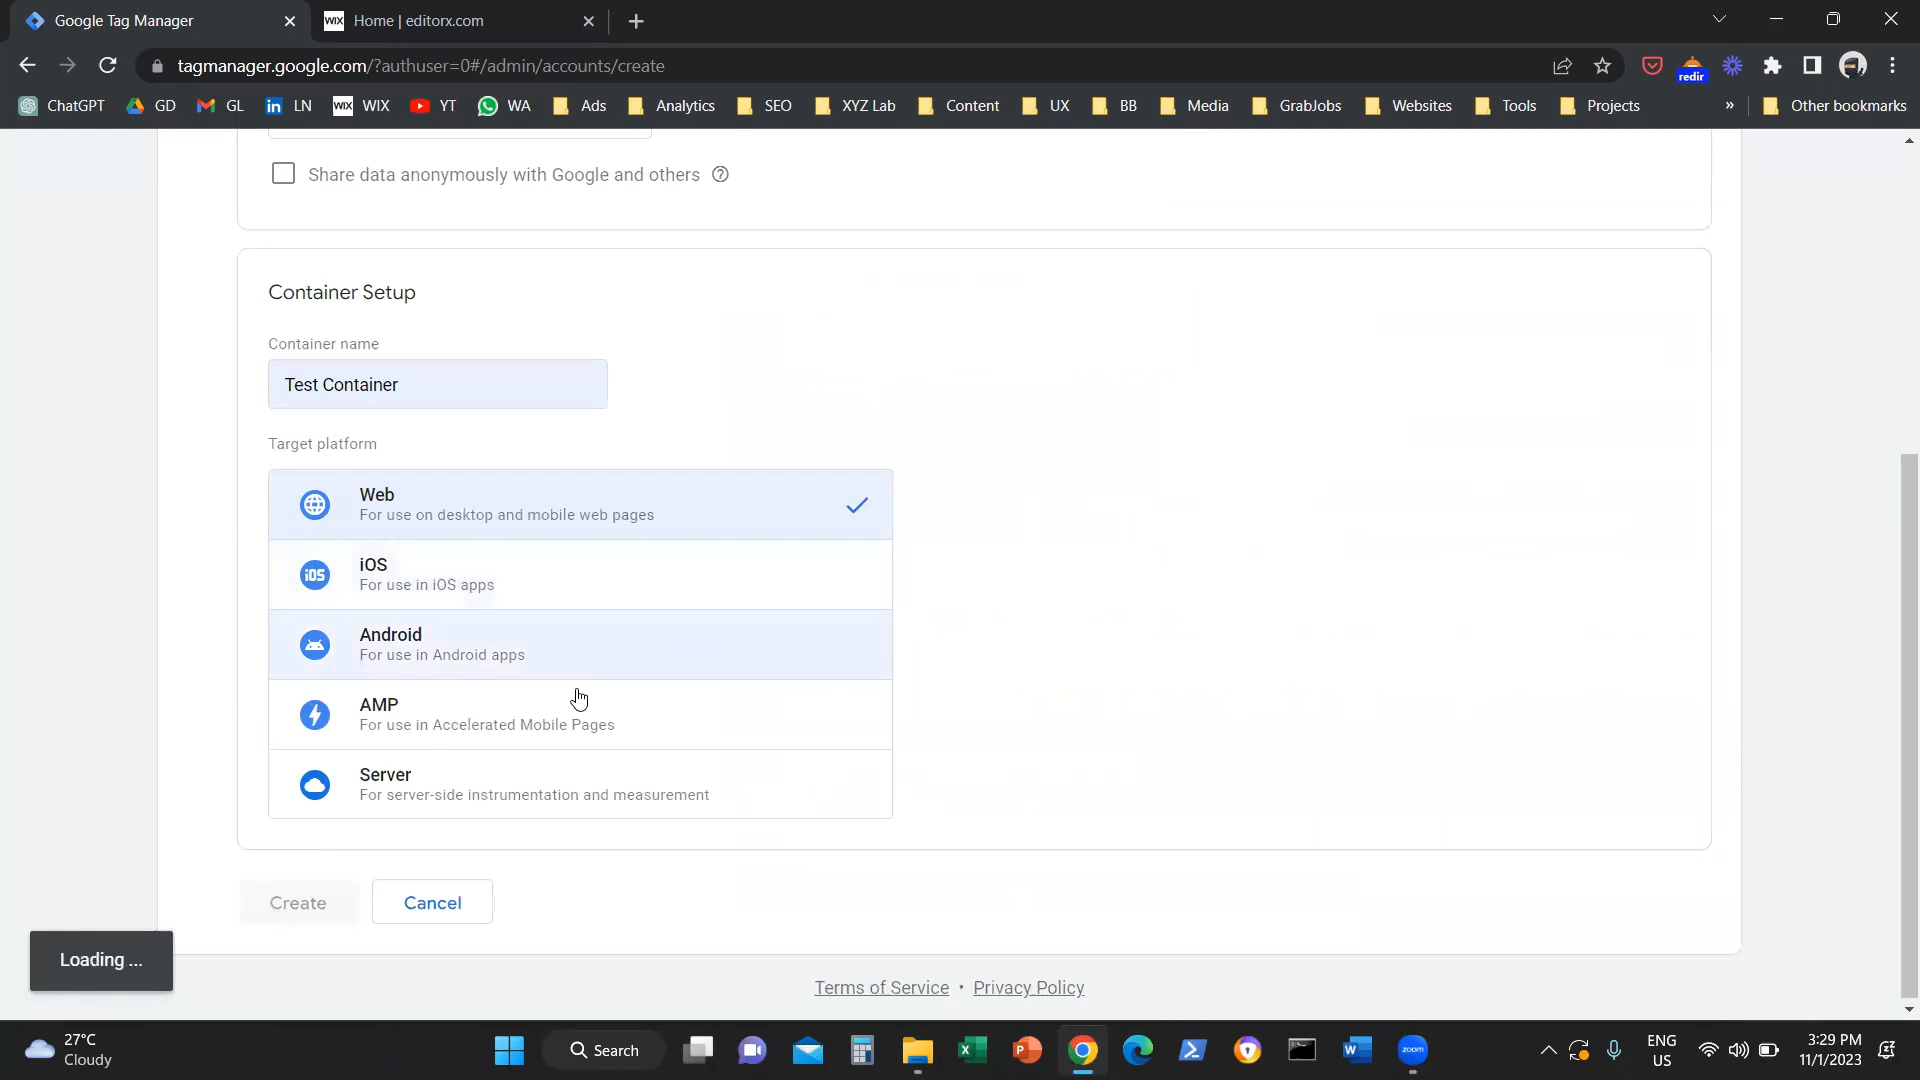 Google Tag Manager
WIX Home | editorx.com
tagmanager.google.com/?authuser=0#/admin/accounts/create
redir
ChatGPT GD GL LN WIX WIX YT WA Ads Analytics SEO XYZ Lab Content UX BB Media GrabJobs Websites Tools Projects » Other bookmarks
Share data anonymously with Google and others
Container Setup
Container name
Test Container
Target platform
Web
For use on desktop and mobile web pages
iOS
iOS
For use in iOS apps
Android
For use in Android apps
AMP
For use in Accelerated Mobile Pages
Server
For server-side instrumentation and measurement
Create Cancel
Loading ...
Terms of Service • Privacy Policy
27°C
Cloudy
Search
zoom
ENG
US
3:29 PM
11/1/2023